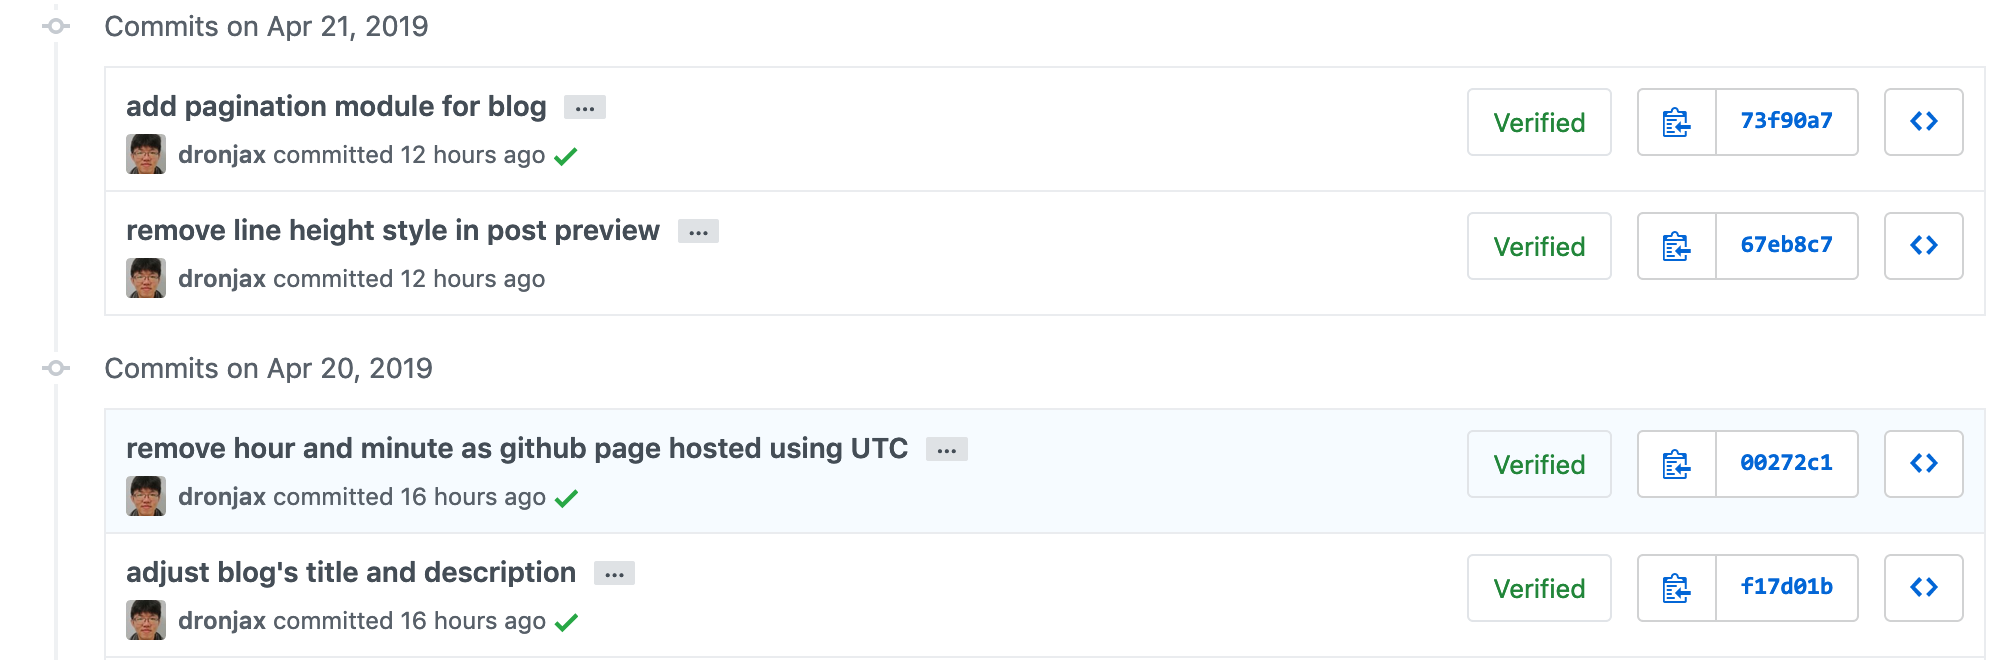 Commits on Apr 21, 2019
add pagination module for blog ...
Verified
73f90a7
dronjax committed 12 hours ago
remove line height style in post preview ...
Verified
67eb8c7
dronjax committed 12 hours ago
Commits on Apr 20, 2019
remove hour and minute as github page hosted using UTC ...
Verified
00272c1
dronjax committed 16 hours ago
adjust blog's title and description ...
Verified
f17d01b
dronjax committed 16 hours ago